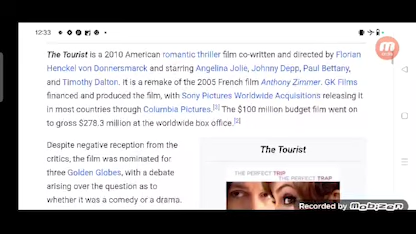 12:33
The Tourist is a 2010 American romantic thriller film co-written and directed by Florian
Henckel von Donnersmarck and starring Angelina Jolie, Johnny Depp, Paul Bettany,
and Timothy Dalton. It is a remake of the 2005 French film Anthony Zimmer. GK Films
financed and produced the film, with Sony Pictures Worldwide Acquisitions releasing it
in most countries through Columbia Pictures.[5] The $100 million budget film went on
to gross $278.3 million at the worldwide box office.[3]
Despite negative reception from the
critics, the film was nominated for
three Golden Globes, with a debate
arising over the question as to
whether it was a comedy or a drama.
The Tourist
THE PERFECT TRIP
THE PERFECT TRAP
Recorded by Mobizen